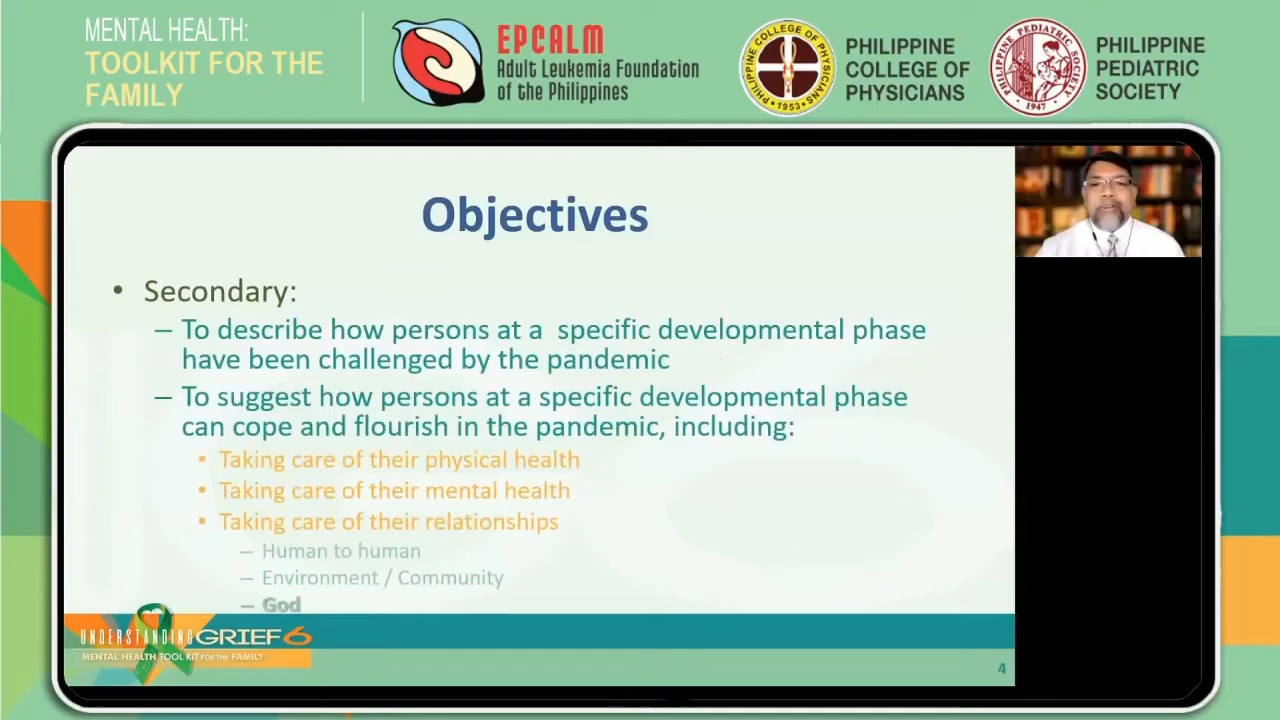 MENTAL HEALTH:
TOOLKIT FOR THE
FAMILY
EPCALM
Adult Leukemia Foundation
of the Philippines
PHILIPPINE COLLEGE OF PHYSICIANS
1953
PHILIPPINE
COLLEGE OF
PHYSICIANS
PHILIPPINE PEDIATRIC SOCIETY
1947
PHILIPPINE
PEDIATRIC
SOCIETY
Objectives
• Secondary:
– To describe how persons at a specific developmental phase
have been challenged by the pandemic
– To suggest how persons at a specific developmental phase
can cope and flourish in the pandemic, including:
▪ Taking care of their physical health
▪ Taking care of their mental health
▪ Taking care of their relationships
– Human to human
– Environment / Community
– God
UNDERSTANDING GRIEF 6
MENTAL HEALTH TOOL KIT FOR THE FAMILY
4